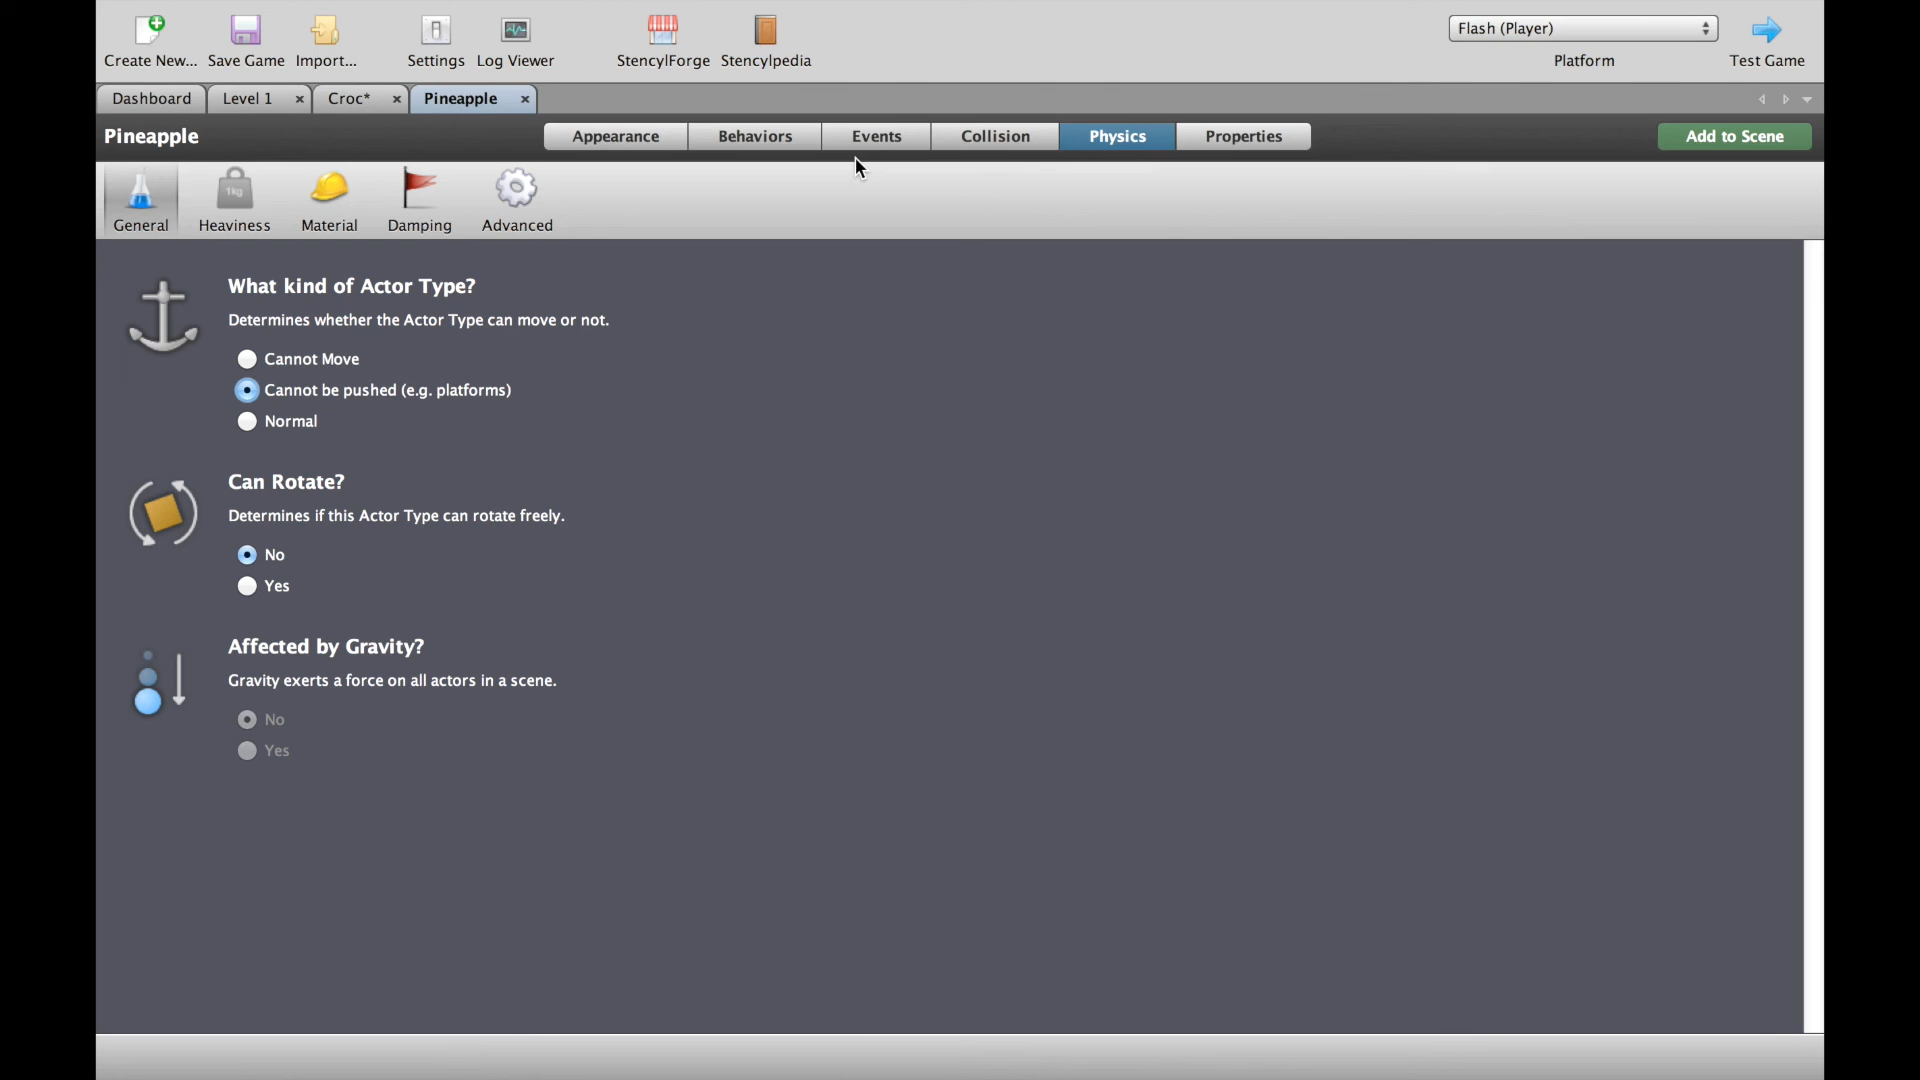 Create New... Save Game Import... Settings Log Viewer StencylForge Stencylpedia Flash (Player) Platform Test Game
Dashboard Level 1 Croc* Pineapple
Pineapple Appearance Behaviors Events Collision Physics Properties Add to Scene
1kg
General Heaviness Material Damping Advanced
What kind of Actor Type?
Determines whether the Actor Type can move or not.
Cannot Move
Cannot be pushed (e.g. platforms)
Normal
Can Rotate?
Determines if this Actor Type can rotate freely.
No
Yes
Affected by Gravity?
Gravity exerts a force on all actors in a scene.
No
Yes